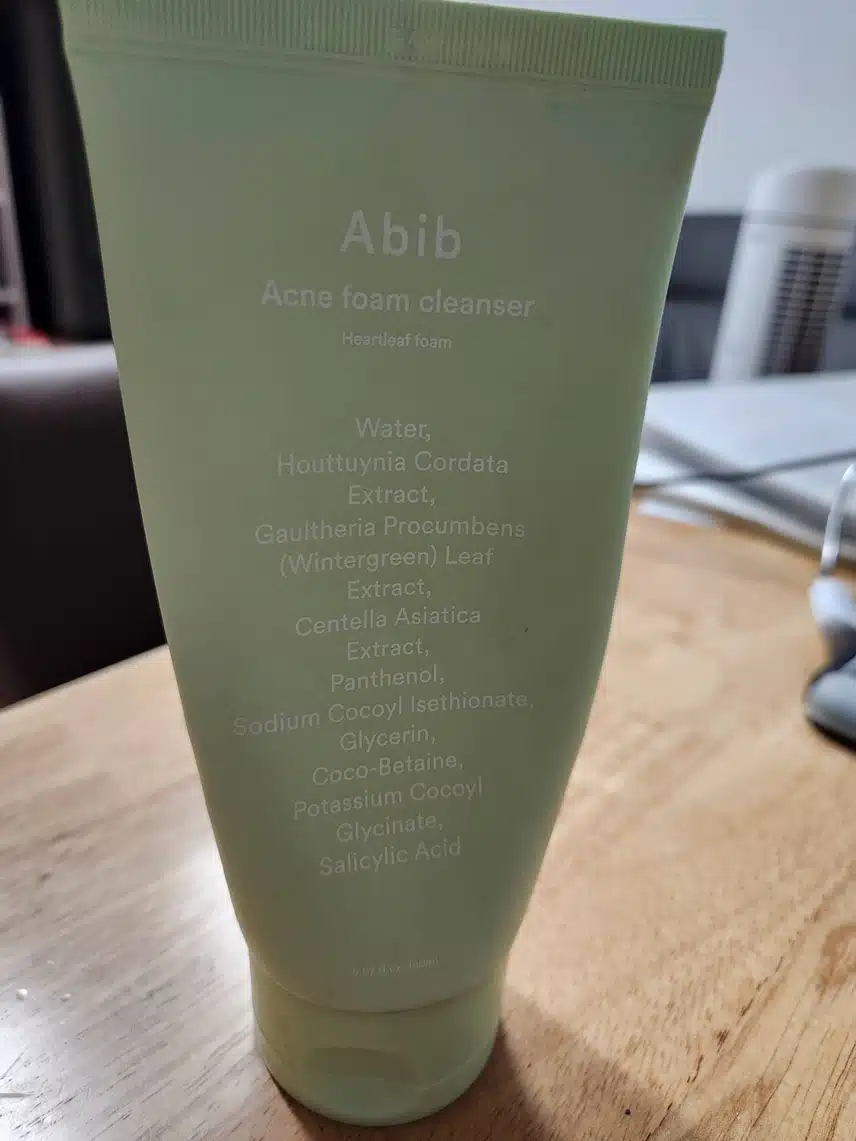 Abib
Acne foam cleanser
Heartleaf foam
Water,
Houttuynia Cordata
Extract,
Gaultheria Procumbens
(Wintergreen) Leaf
Extract,
Centella Asiatica
Extract,
Panthenol,
Sodium Cocoyl Isethionate,
Glycerin,
Coco-Betaine,
Potassium Cocoyl
Glycinate,
Salicylic Acid